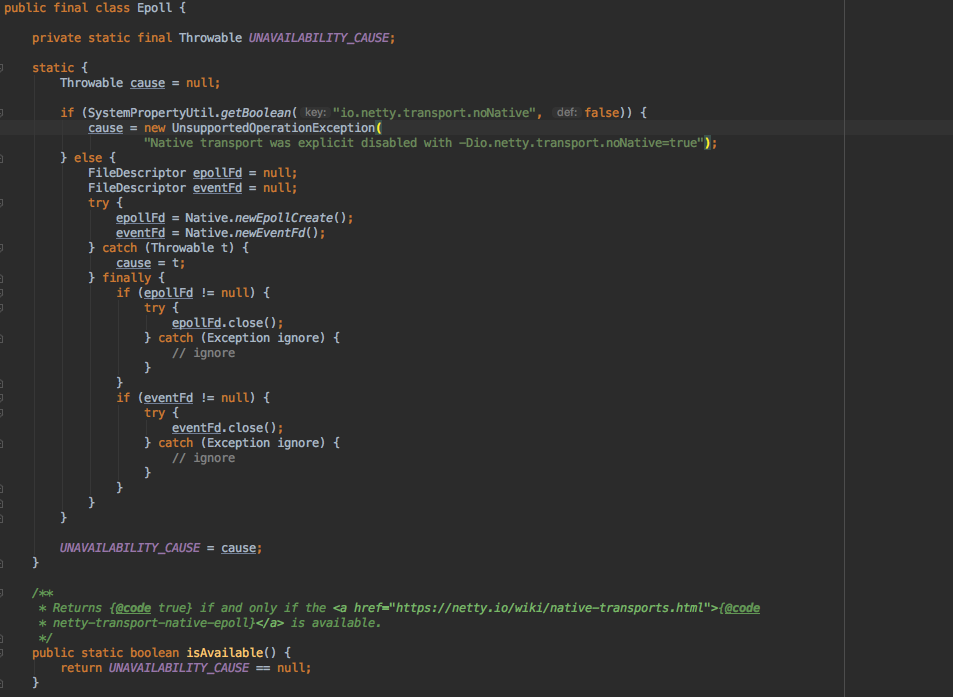 public final class Epoll {
private static final Throwable UNAVAILABILITY_CAUSE;
static {
Throwable cause = null;
if (SystemPropertyUtil.getBoolean( key: "io.netty.transport.noNative", def: false)) {
cause = new UnsupportedOperationException(
"Native transport was explicit disabled with -Dio.netty.transport.noNative=true");
} else {
FileDescriptor epollFd = null;
FileDescriptor eventFd = null;
try {
epollFd = Native.newEpollCreate();
eventFd = Native.newEventFd();
} catch (Throwable t) {
cause = t;
} finally {
if (epollFd != null) {
try {
epollFd.close();
} catch (Exception ignore) {
// ignore
}
}
if (eventFd != null) {
try {
eventFd.close();
} catch (Exception ignore) {
// ignore
}
}
}
}
UNAVAILABILITY_CAUSE = cause;
}
/**
* Returns {@code true} if and only if the <a href="https://netty.io/wiki/native-transports.html">{@code
* netty-transport-native-epoll}</a> is available.
*/
public static boolean isAvailable() {
return UNAVAILABILITY_CAUSE == null;
}